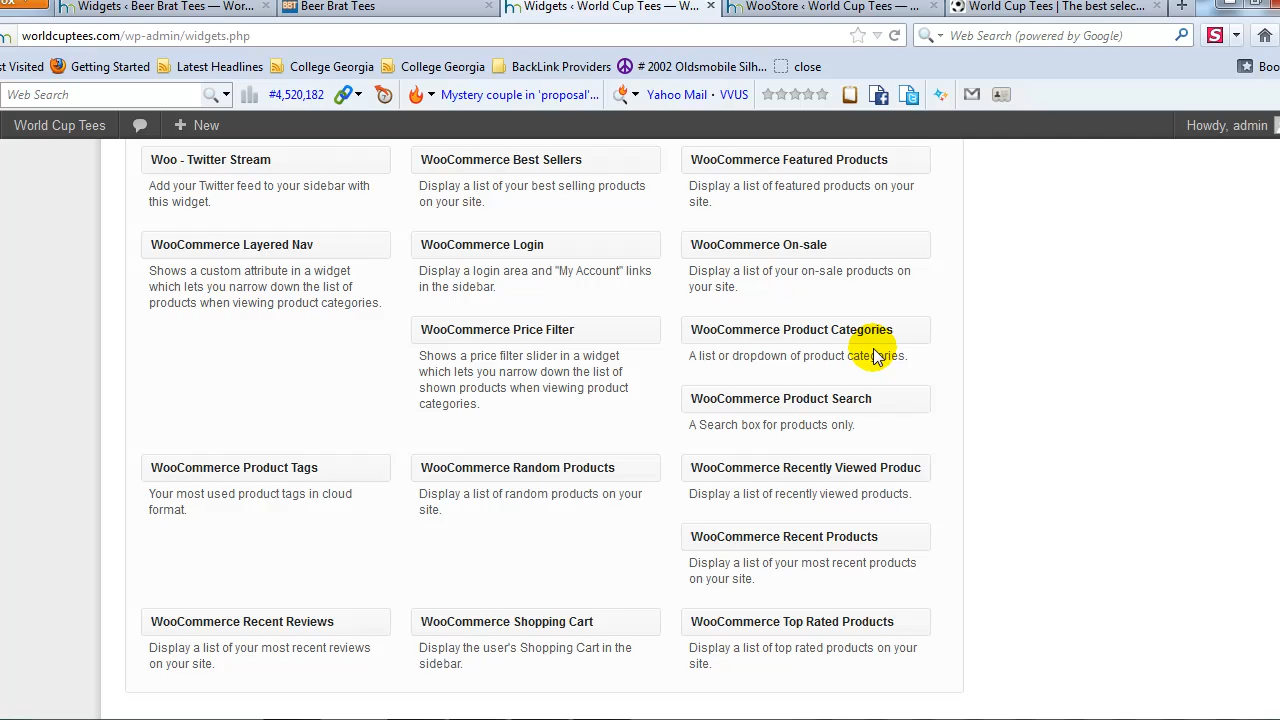 Widgets ‹ Beer Brat Tees — Wor...
Beer Brat Tees
Widgets ‹ World Cup Tees — W...
WooStore ‹ World Cup Tees — ...
World Cup Tees | The best selec...
worldcuptees.com/wp-admin/widgets.php
Web Search (powered by Google)
st Visited
Getting Started
Latest Headlines
College Georgia
College Georgia
BackLink Providers
# 2002 Oldsmobile Silh...
close
Boo
Web Search
#4,520,182
Mystery couple in 'proposal'...
Yahoo Mail • VVUS
World Cup Tees
New
Howdy, admin
Woo - Twitter Stream
Add your Twitter feed to your sidebar with
this widget.
WooCommerce Best Sellers
Display a list of your best selling products
on your site.
WooCommerce Featured Products
Display a list of featured products on your
site.
WooCommerce Layered Nav
Shows a custom attribute in a widget
which lets you narrow down the list of
products when viewing product categories.
WooCommerce Login
Display a login area and "My Account" links
in the sidebar.
WooCommerce On-sale
Display a list of your on-sale products on
your site.
WooCommerce Price Filter
Shows a price filter slider in a widget
which lets you narrow down the list of
shown products when viewing product
categories.
WooCommerce Product Categories
A list or dropdown of product categories.
WooCommerce Product Search
A Search box for products only.
WooCommerce Product Tags
Your most used product tags in cloud
format.
WooCommerce Random Products
Display a list of random products on your
site.
WooCommerce Recently Viewed Produc
Display a list of recently viewed products.
WooCommerce Recent Products
Display a list of your most recent products
on your site.
WooCommerce Recent Reviews
Display a list of your most recent reviews
on your site.
WooCommerce Shopping Cart
Display the user's Shopping Cart in the
sidebar.
WooCommerce Top Rated Products
Display a list of top rated products on your
site.